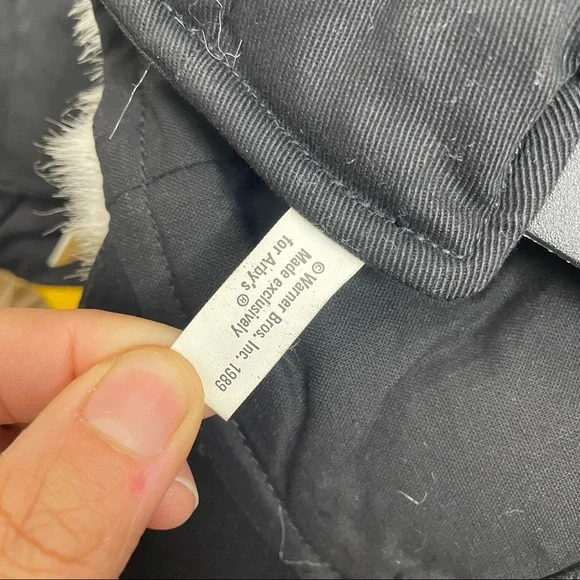 © Warner Bros. Inc. 1989
Made exclusively
for Arby's ®